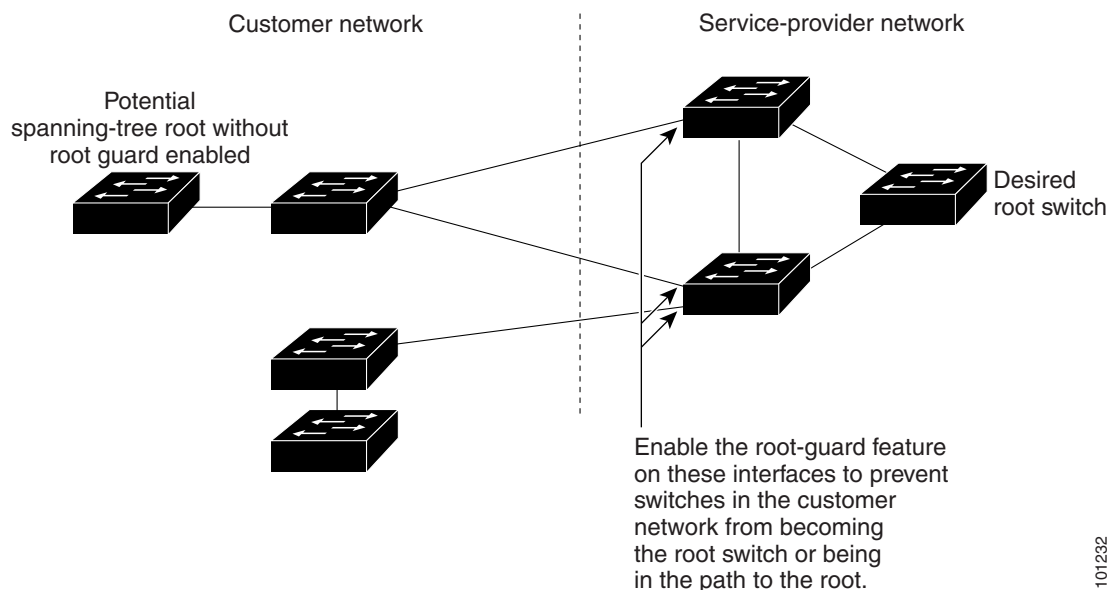 Customer network
Service-provider network
Potential
spanning-tree root without
root guard enabled
Desired
root switch
Enable the root-guard feature
on these interfaces to prevent
switches in the customer
network from becoming
the root switch or being
in the path to the root.
101232